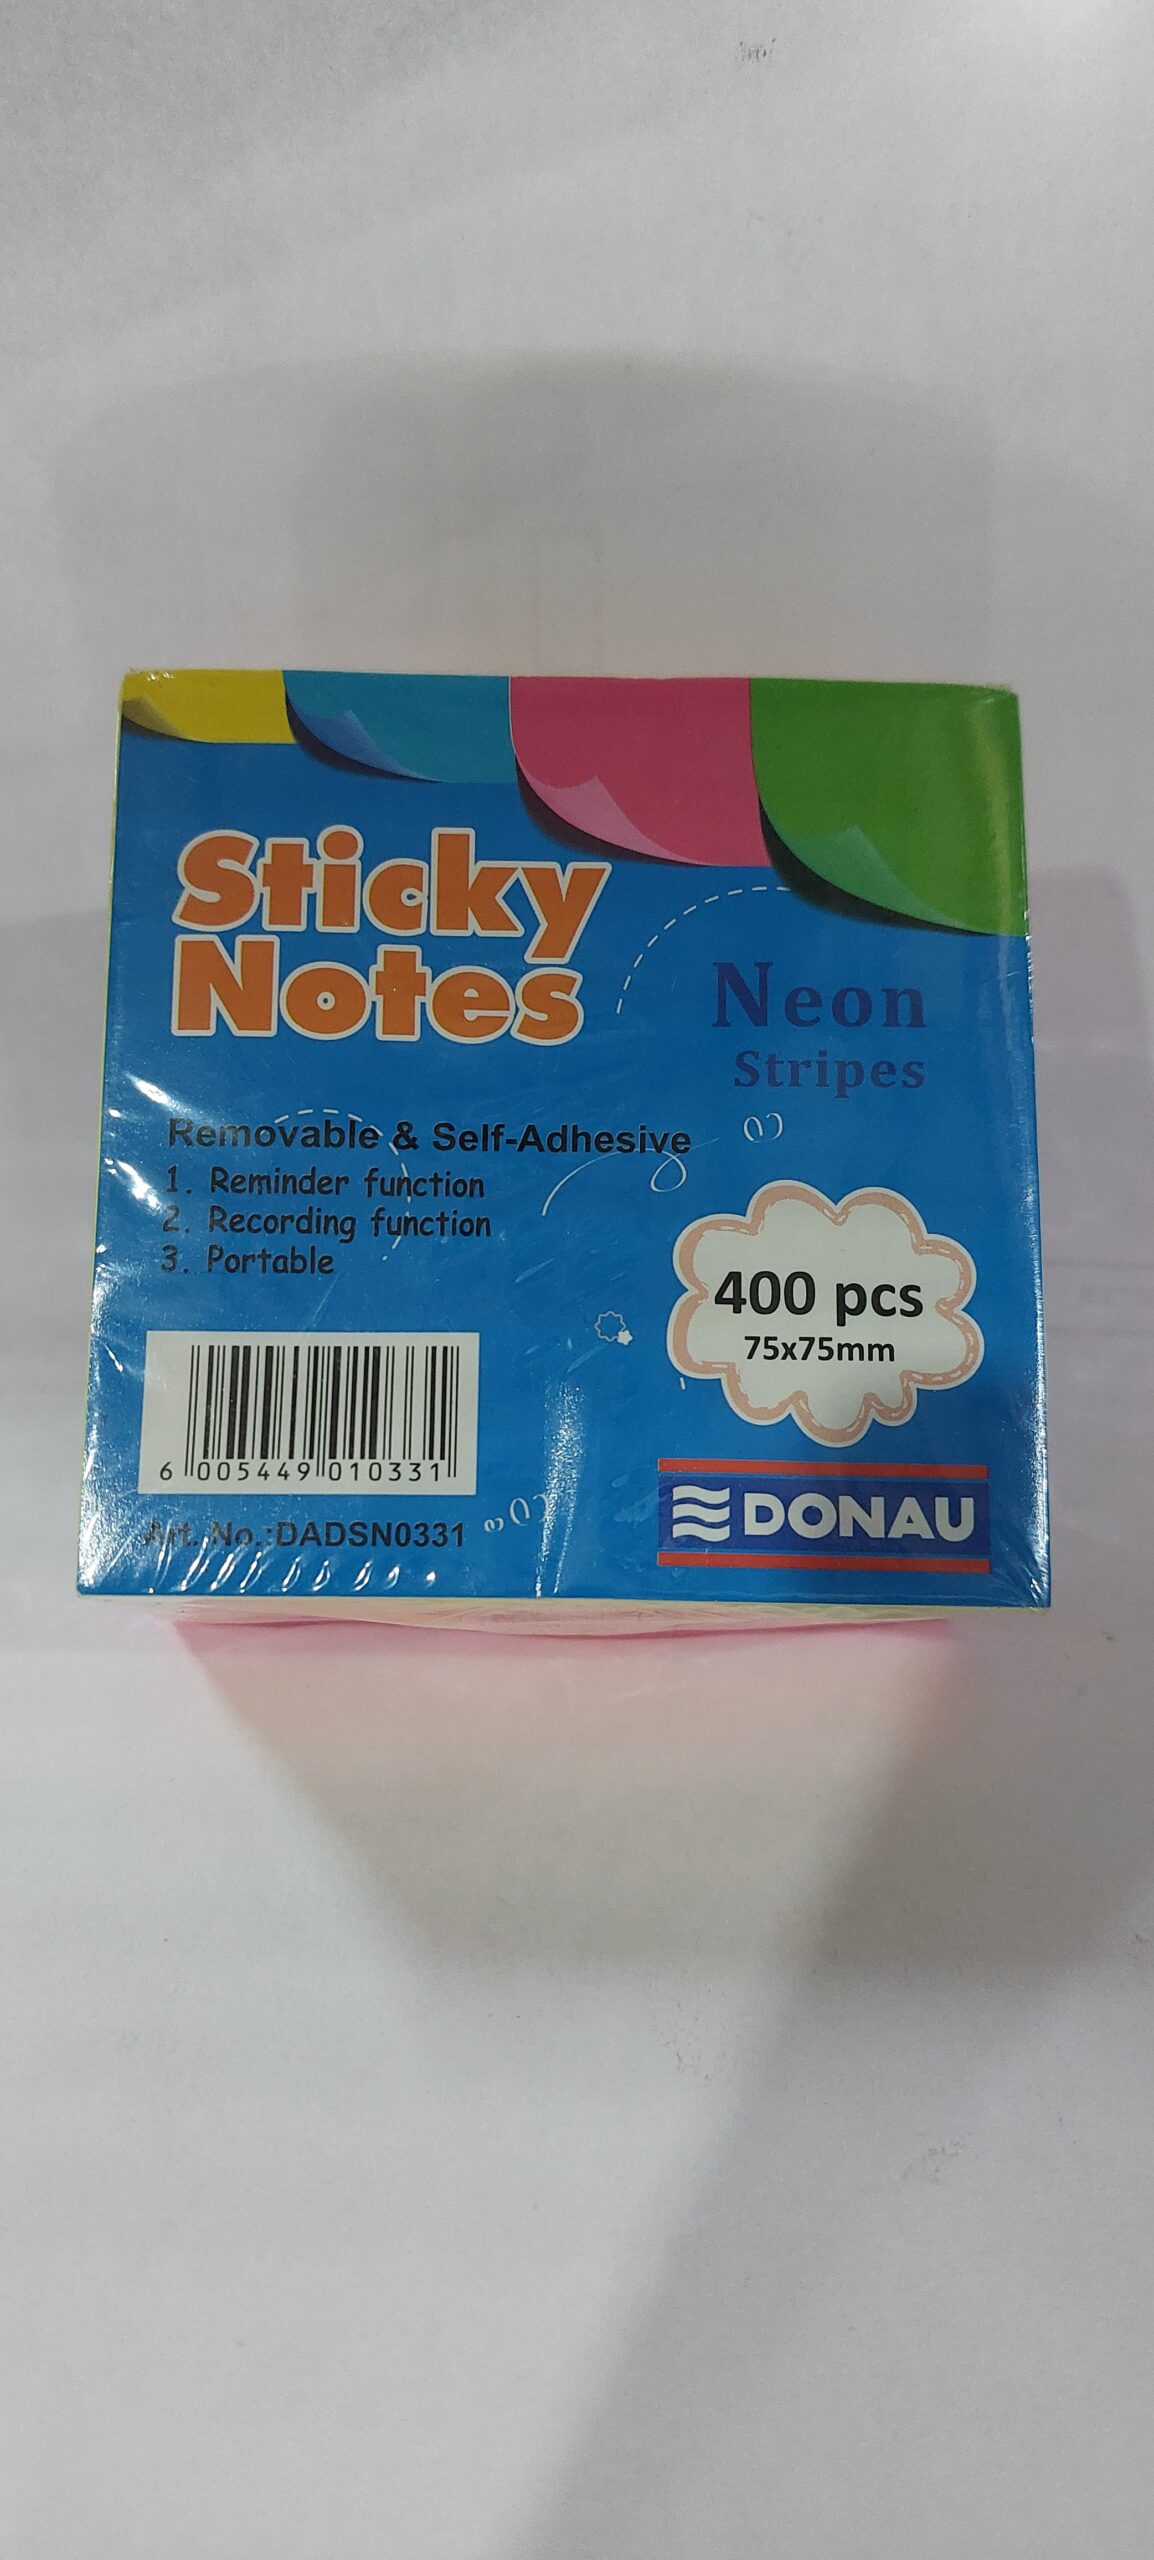 Sticky
Notes
Neon
Stripes
Removable & Self-Adhesive
1. Reminder function
2. Recording function
3. Portable
400 pcs
75x75mm
6 005449 010331
Art. No.:DADSN0331
DONAU